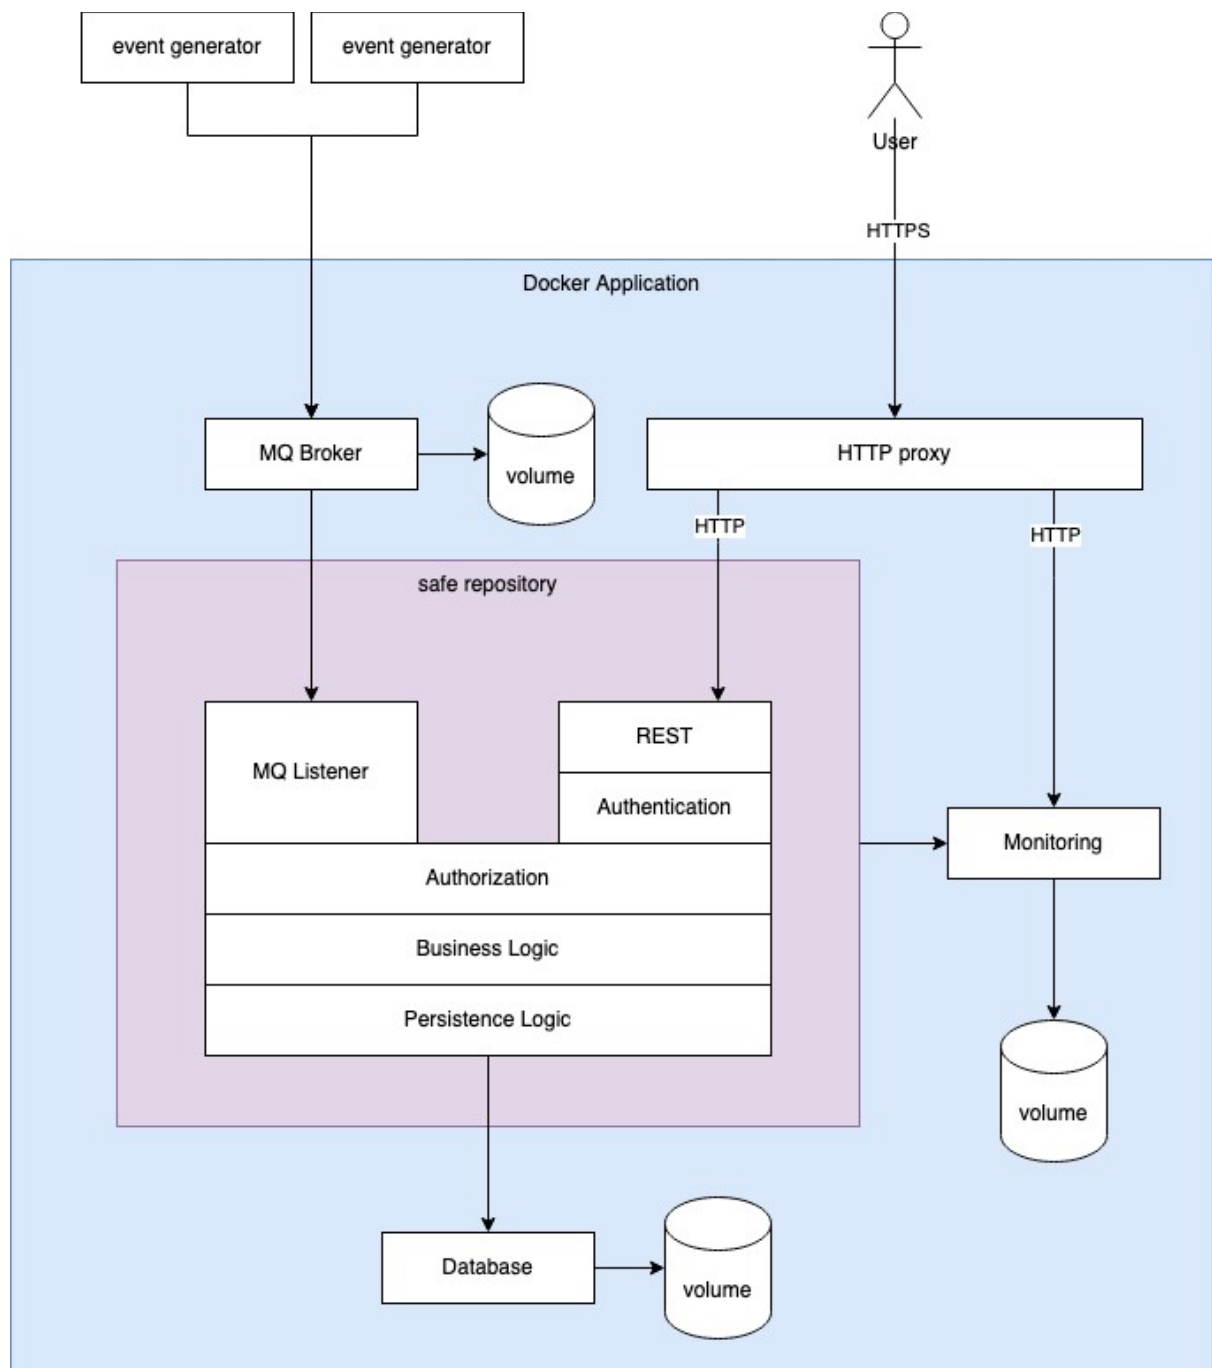 event generator
event generator
User
HTTPS
Docker Application
MQ Broker
volume
HTTP proxy
HTTP
HTTP
safe repository
MQ Listener
REST
Authentication
Monitoring
Authorization
Business Logic
Persistence Logic
volume
Database
volume